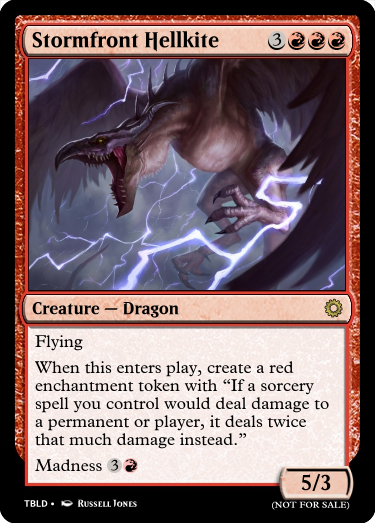 Stormfront Hellkite 3
Creature — Dragon
Flying
When this enters play, create a red
enchantment token with “If a sorcery
spell you control would deal damage to
a permanent or player, it deals twice
that much damage instead.”
Madness 3
5/3
TBLD • Russell Jones
(NOT FOR SALE)